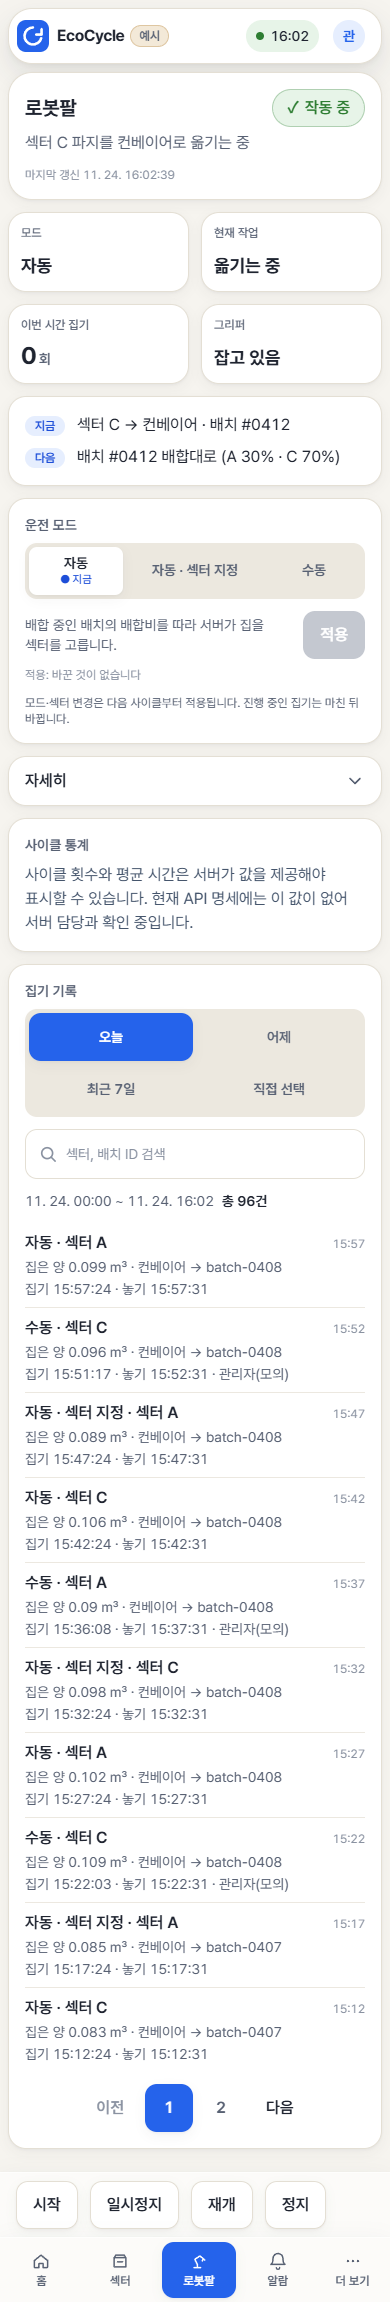 EcoCycle 예시 16:02 관
로봇팔 ✓ 작동 중
섹터 C 파지를 컨베이어로 옮기는 중
마지막 갱신 11. 24. 16:02:39
모드 현재 작업
자동 옮기는 중
이번 시간 집기 그리퍼
0회 잡고 있음
지금 섹터 C → 컨베이어 · 배치 #0412
다음 배치 #0412 배합대로 (A 30% · C 70%)
운전 모드
자동 자동 · 섹터 지정 수동
지금
배합 중인 배치의 배합비를 따라 서버가 집을
섹터를 고릅니다.
적용
적용: 바꾼 것이 없습니다
모드·섹터 변경은 다음 사이클부터 적용됩니다. 진행 중인 집기는 마친 뒤
바뀝니다.
자세히
사이클 통계
사이클 횟수와 평균 시간은 서버가 값을 제공해야
표시할 수 있습니다. 현재 API 명세에는 이 값이 없어
서버 담당과 확인 중입니다.
집기 기록
오늘 어제
최근 7일 직접 선택
섹터, 배치 ID 검색
11. 24. 00:00 ~ 11. 24. 16:02 총 96건
자동 · 섹터 A 15:57
집은 양 0.099 m³ · 컨베이어 → batch-0408
집기 15:57:24 · 놓기 15:57:31
수동 · 섹터 C 15:52
집은 양 0.096 m³ · 컨베이어 → batch-0408
집기 15:51:17 · 놓기 15:52:31 · 관리자(모의)
자동 · 섹터 지정 · 섹터 A 15:47
집은 양 0.089 m³ · 컨베이어 → batch-0408
집기 15:47:24 · 놓기 15:47:31
자동 · 섹터 C 15:42
집은 양 0.106 m³ · 컨베이어 → batch-0408
집기 15:42:24 · 놓기 15:42:31
수동 · 섹터 A 15:37
집은 양 0.09 m³ · 컨베이어 → batch-0408
집기 15:36:08 · 놓기 15:37:31 · 관리자(모의)
자동 · 섹터 지정 · 섹터 C 15:32
집은 양 0.098 m³ · 컨베이어 → batch-0408
집기 15:32:24 · 놓기 15:32:31
자동 · 섹터 A 15:27
집은 양 0.102 m³ · 컨베이어 → batch-0408
집기 15:27:24 · 놓기 15:27:31
수동 · 섹터 C 15:22
집은 양 0.109 m³ · 컨베이어 → batch-0408
집기 15:22:03 · 놓기 15:22:31 · 관리자(모의)
자동 · 섹터 지정 · 섹터 A 15:17
집은 양 0.085 m³ · 컨베이어 → batch-0407
집기 15:17:24 · 놓기 15:17:31
자동 · 섹터 C 15:12
집은 양 0.083 m³ · 컨베이어 → batch-0407
집기 15:12:24 · 놓기 15:12:31
이전 1 2 다음
시작 일시정지 재개 정지
홈 섹터 로봇팔 알람 더 보기